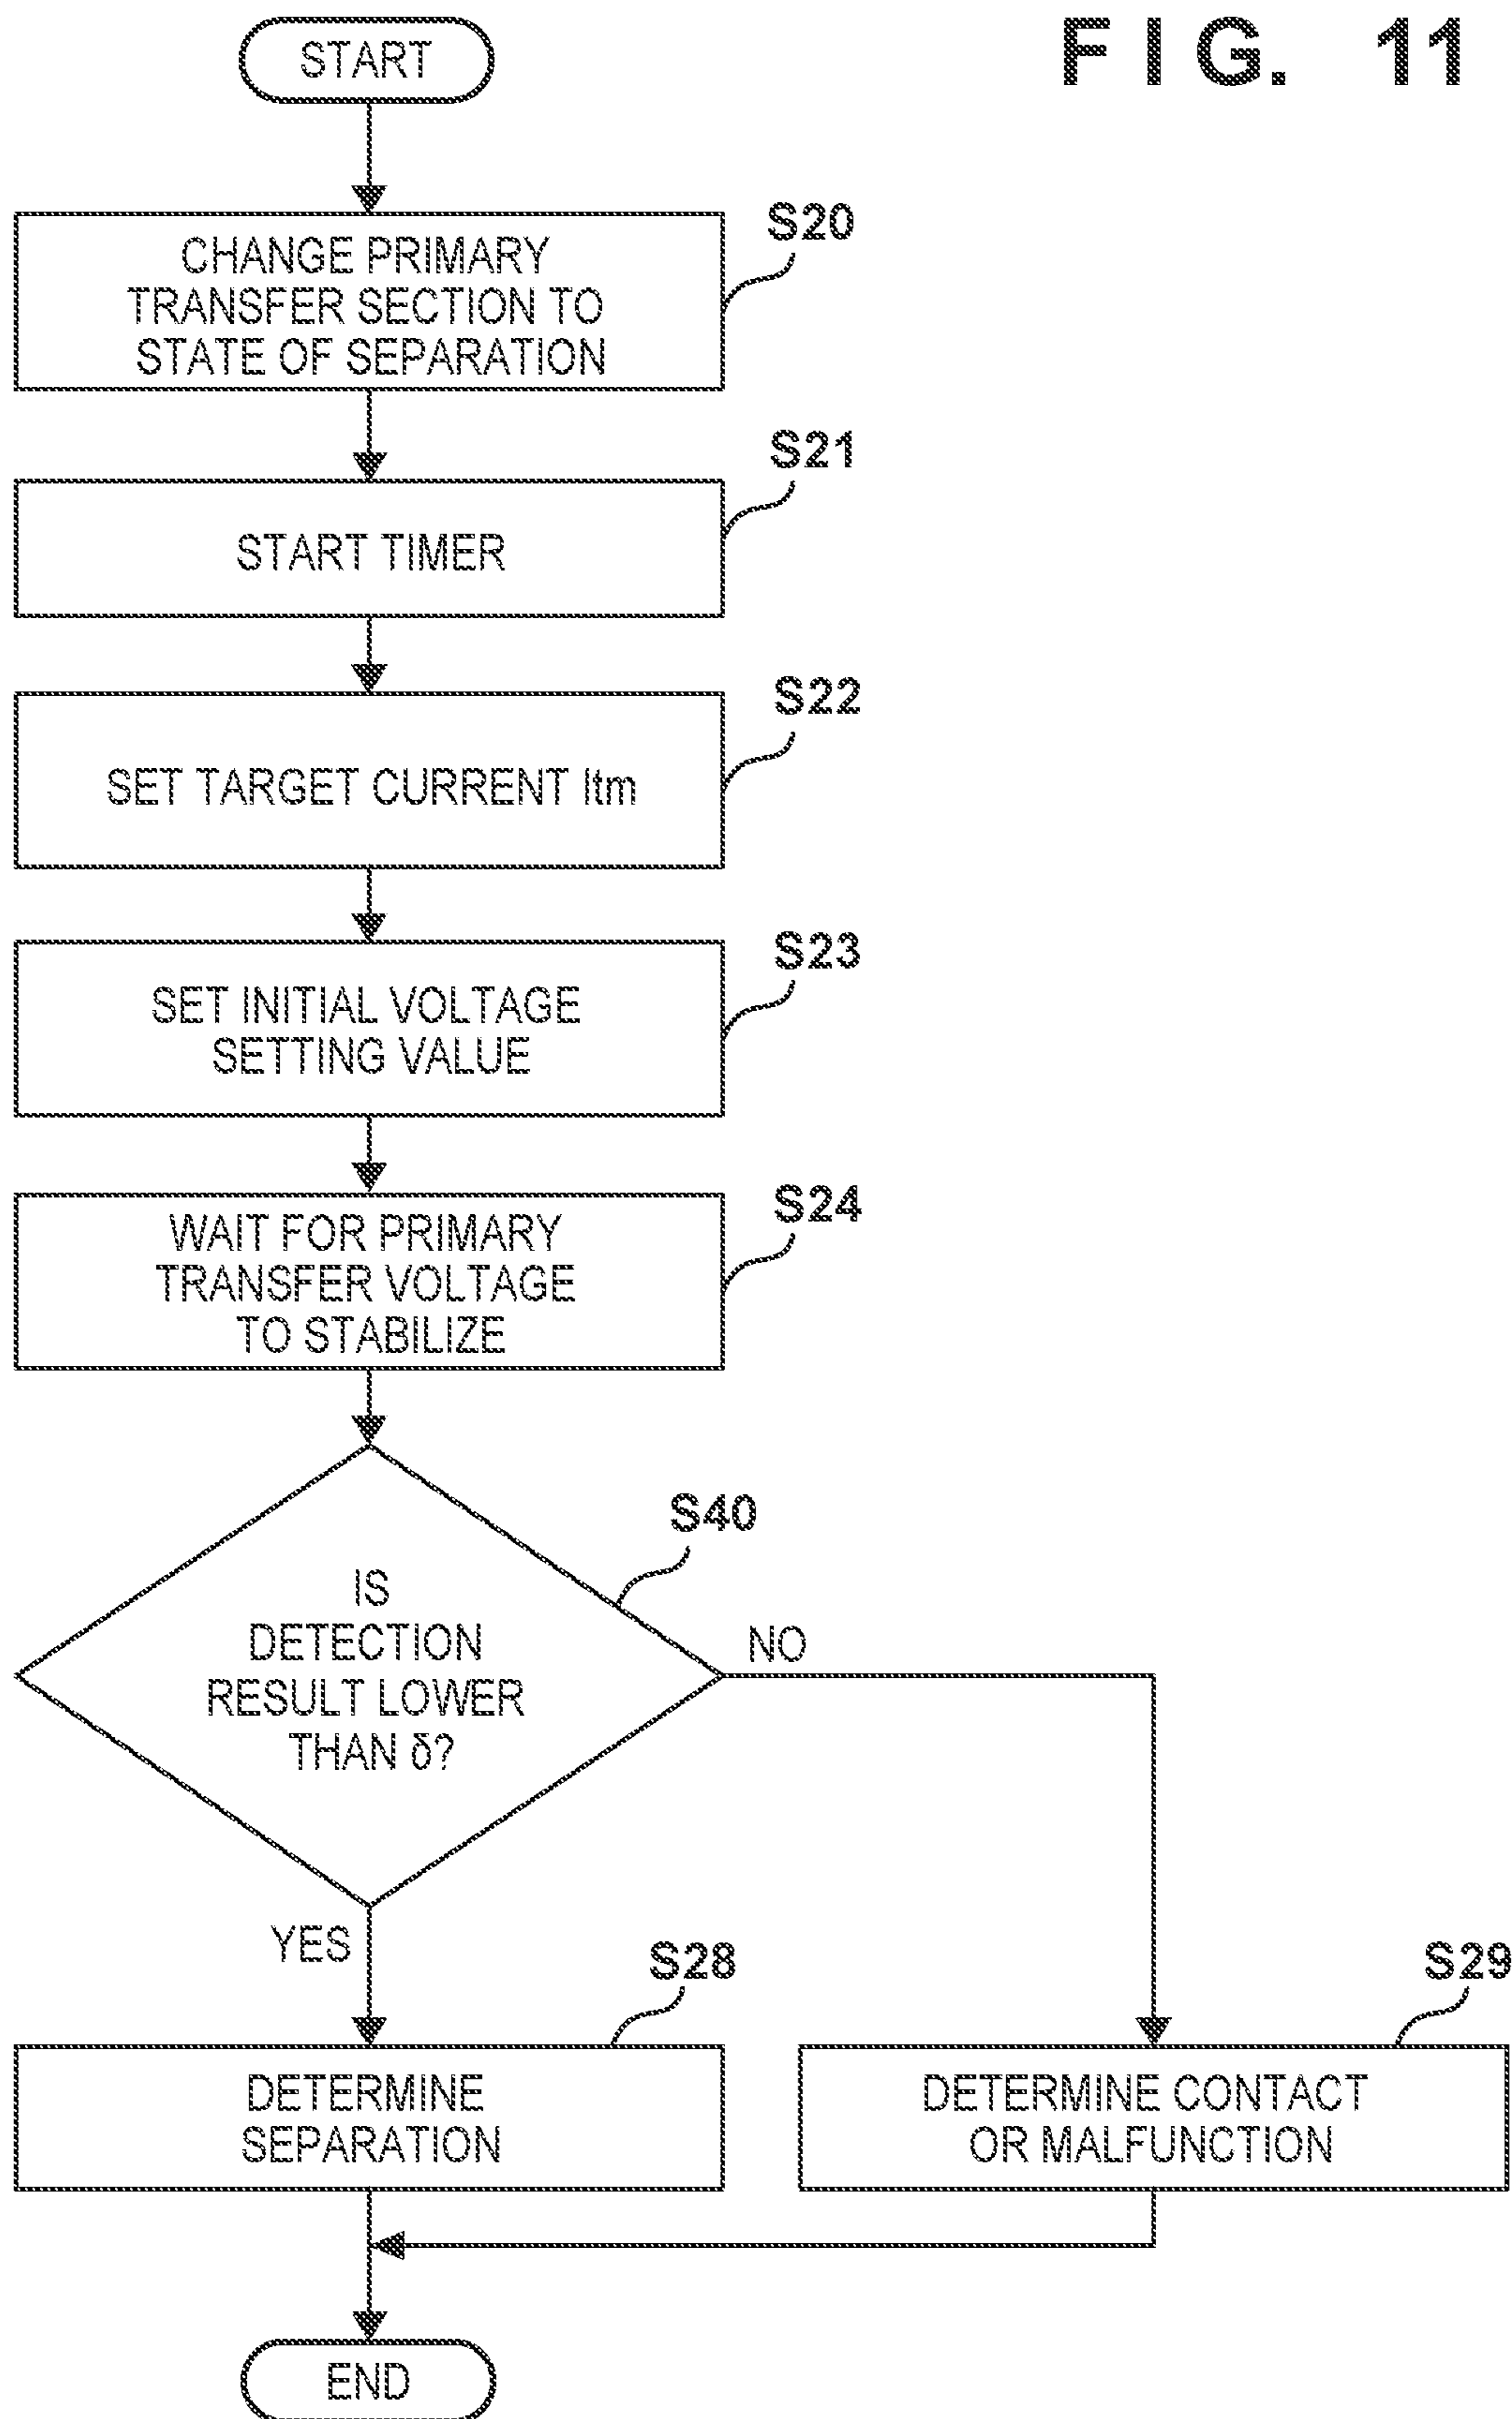 FIG. 11
START
S20
CHANGE PRIMARY
TRANSFER SECTION TO
STATE OF SEPARATION
S21
START TIMER
S22
SET TARGET CURRENT Itm
S23
SET INITIAL VOLTAGE
SETTING VALUE
S24
WAIT FOR PRIMARY
TRANSFER VOLTAGE
TO STABILIZE
S40
IS
DETECTION
RESULT LOWER
THAN δ?
NO
YES
S28
DETERMINE
SEPARATION
S29
DETERMINE CONTACT
OR MALFUNCTION
END